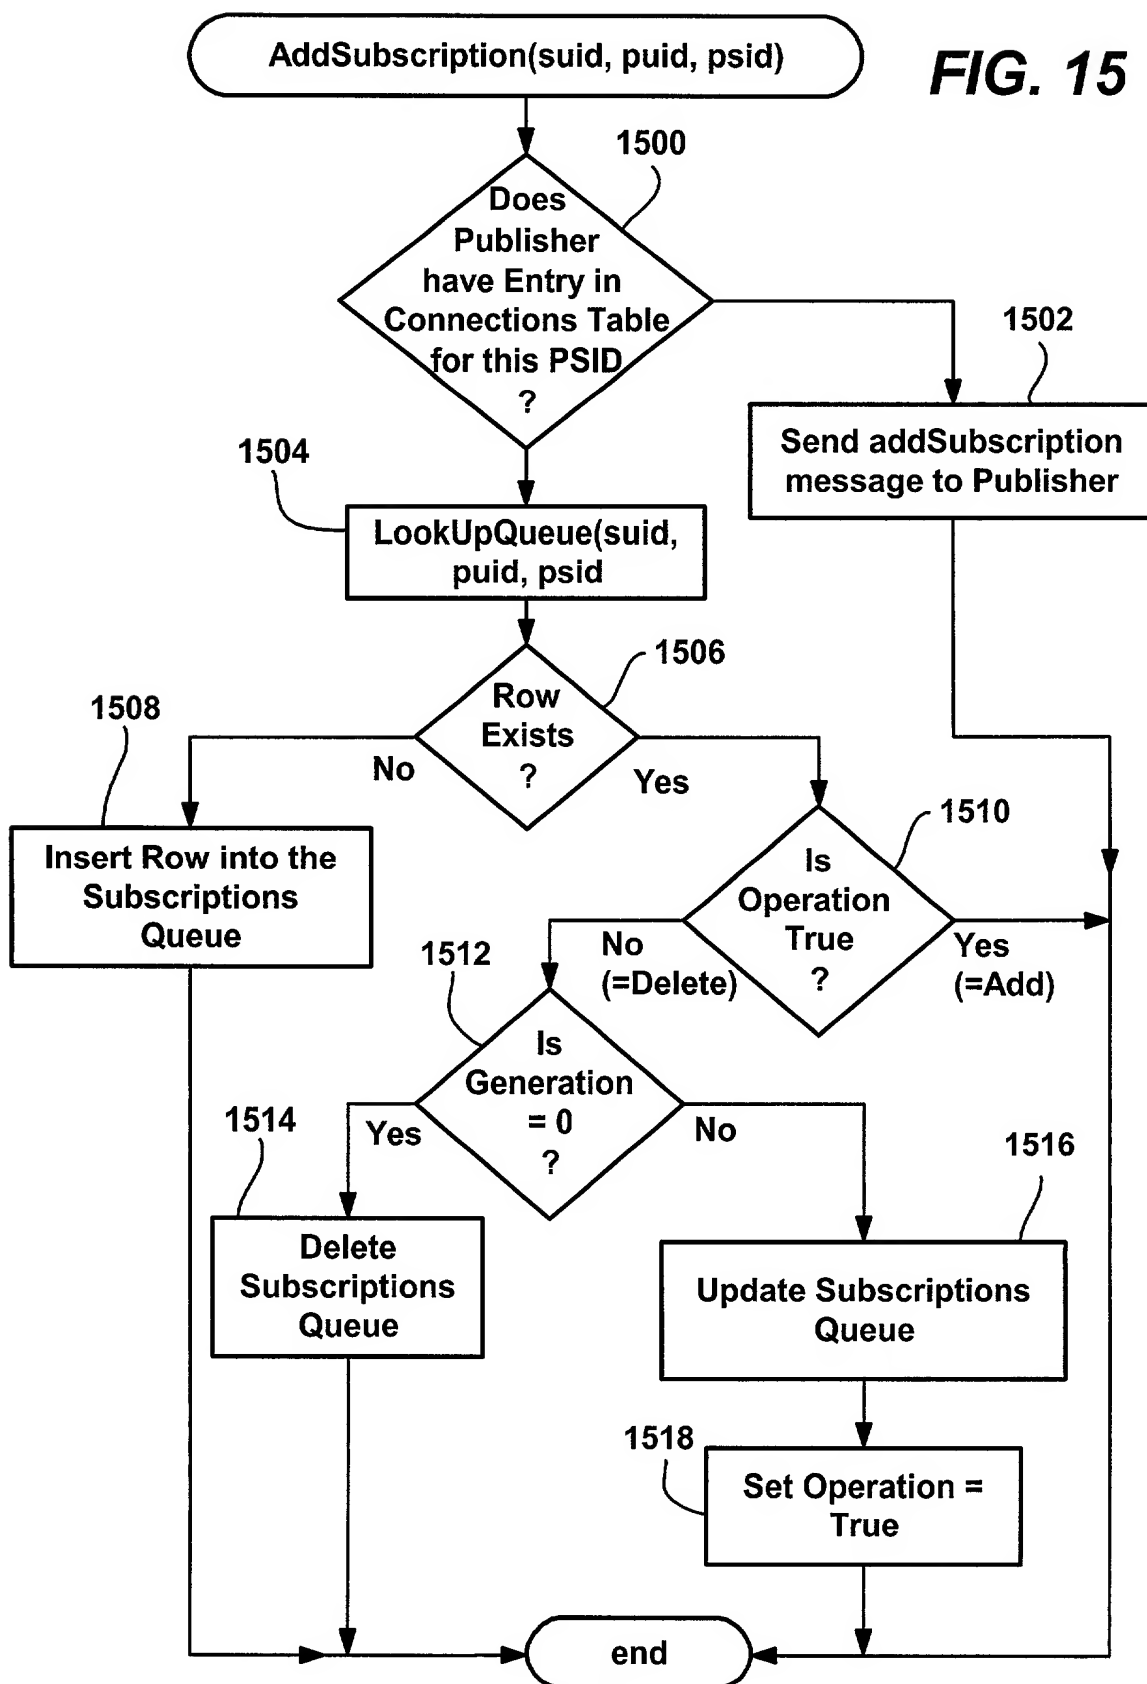 AddSubscription(suid, puid, psid)
FIG. 15
1500
Does
Publisher
have Entry in
Connections Table
for this PSID
?
1502
Send addSubscription
message to Publisher
1504
LookUpQueue(suid,
puid, psid
1506
Row
Exists
?
No
Yes
1508
Insert Row into the
Subscriptions
Queue
1510
Is
Operation
True
?
No
(=Delete)
Yes
(=Add)
1512
Is
Generation
= 0
?
Yes
No
1514
Delete
Subscriptions
Queue
1516
Update Subscriptions
Queue
1518
Set Operation =
True
end